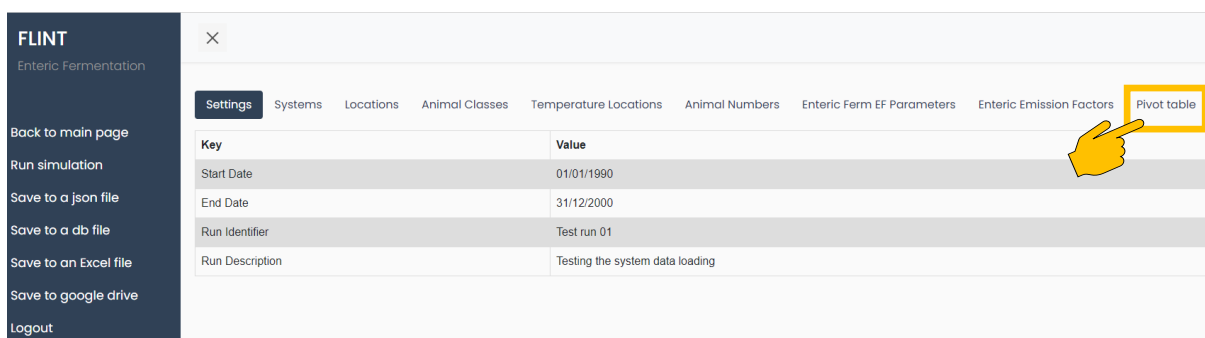 FLINT
Enteric Fermentation
Back to main page
Run simulation
Save to a json file
Save to a db file
Save to an Excel file
Save to google drive
Logout
Settings Systems Locations Animal Classes Temperature Locations Animal Numbers Enteric Ferm EF Parameters Enteric Emission Factors Pivot table
Key Value
Start Date 01/01/1990
End Date 31/12/2000
Run Identifier Test run 01
Run Description Testing the system data loading